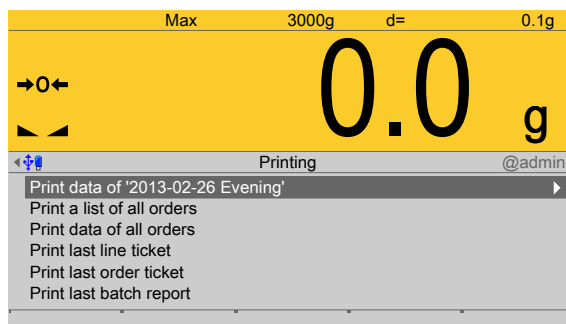 Max 3000g d= 0.1g
→0←
0.0 g
Printing @admin
Print data of '2013-02-26 Evening'
Print a list of all orders
Print data of all orders
Print last line ticket
Print last order ticket
Print last batch report